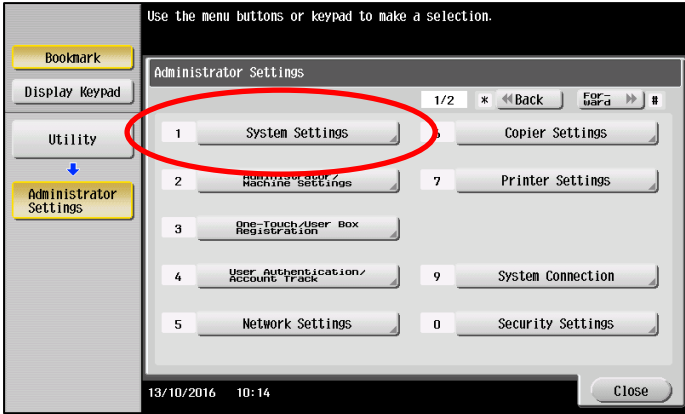 Use the menu buttons or keypad to make a selection.
Bookmark
Display Keypad
Utility
Administrator
Settings
Administrator Settings
1/2 * Back For-
ward #
1 System Settings
2 Administrator/
Machine Settings
3 One-Touch/User Box
Registration
4 User Authentication/
Account Track
5 Network Settings
Copier Settings
7 Printer Settings
9 System Connection
0 Security Settings
13/10/2016 10:14
Close